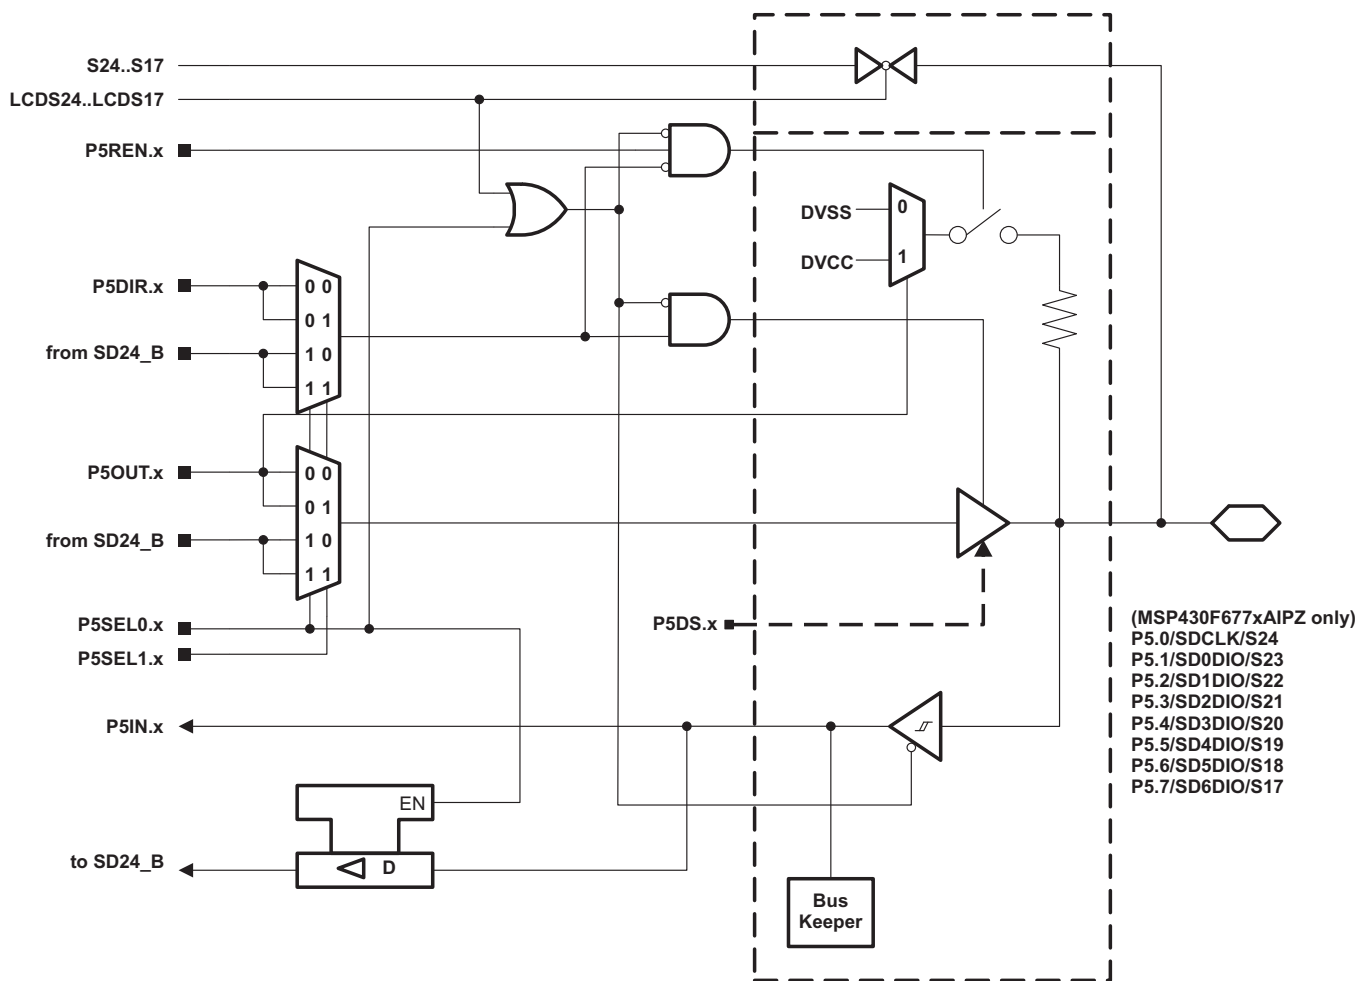 S24..S17
LCDS24..LCDS17
P5REN.x
DVSS
0
DVCC
1
P5DIR.x
0 0
0 1
from SD24_B
1 0
1 1
P5OUT.x
0 0
0 1
from SD24_B
1 0
1 1
P5SEL0.x
P5SEL1.x
P5DS.x
(MSP430F677xAIPZ only)
P5.0/SDCLK/S24
P5.1/SD0DIO/S23
P5.2/SD1DIO/S22
P5.3/SD2DIO/S21
P5.4/SD3DIO/S20
P5.5/SD4DIO/S19
P5.6/SD5DIO/S18
P5.7/SD6DIO/S17
P5IN.x
EN
to SD24_B
D
Bus
Keeper